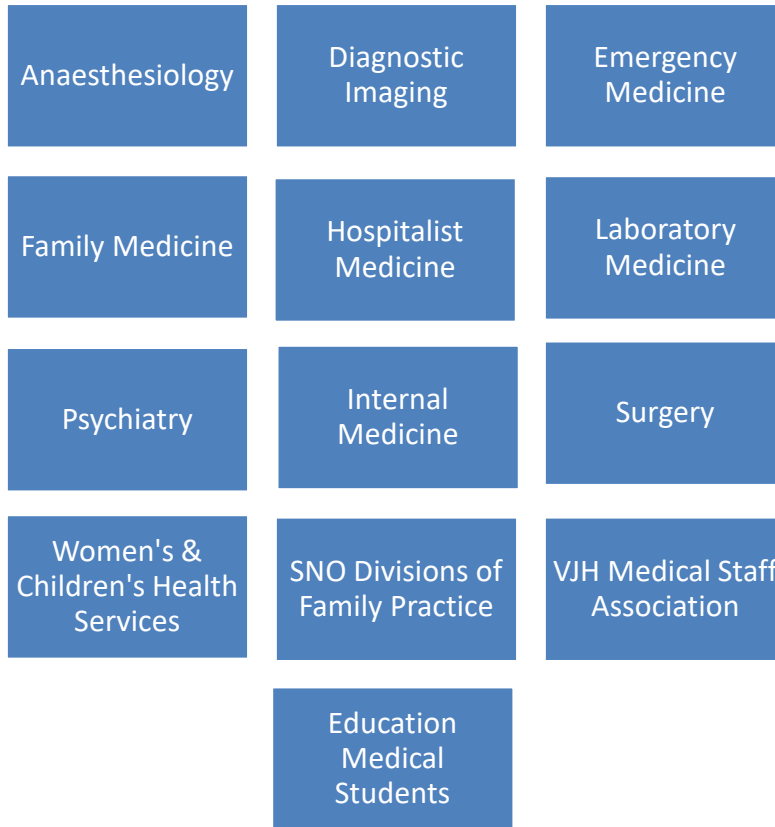 Anaesthesiology
Diagnostic
Imaging
Emergency
Medicine
Family Medicine
Hospitalist
Medicine
Laboratory
Medicine
Psychiatry
Internal
Medicine
Surgery
Women's &
Children's Health
Services
SNO Divisions of
Family Practice
VJH Medical Staff
Association
Education
Medical
Students